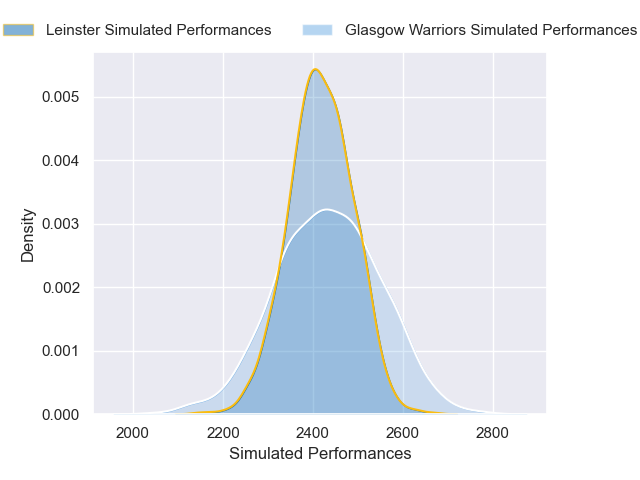 Leinster Simulated Performances
Glasgow Warriors Simulated Performances
0.005
0.004
0.003
0.002
0.001
0.000
Density
2000
2200
2400
2600
2800
Simulated Performances